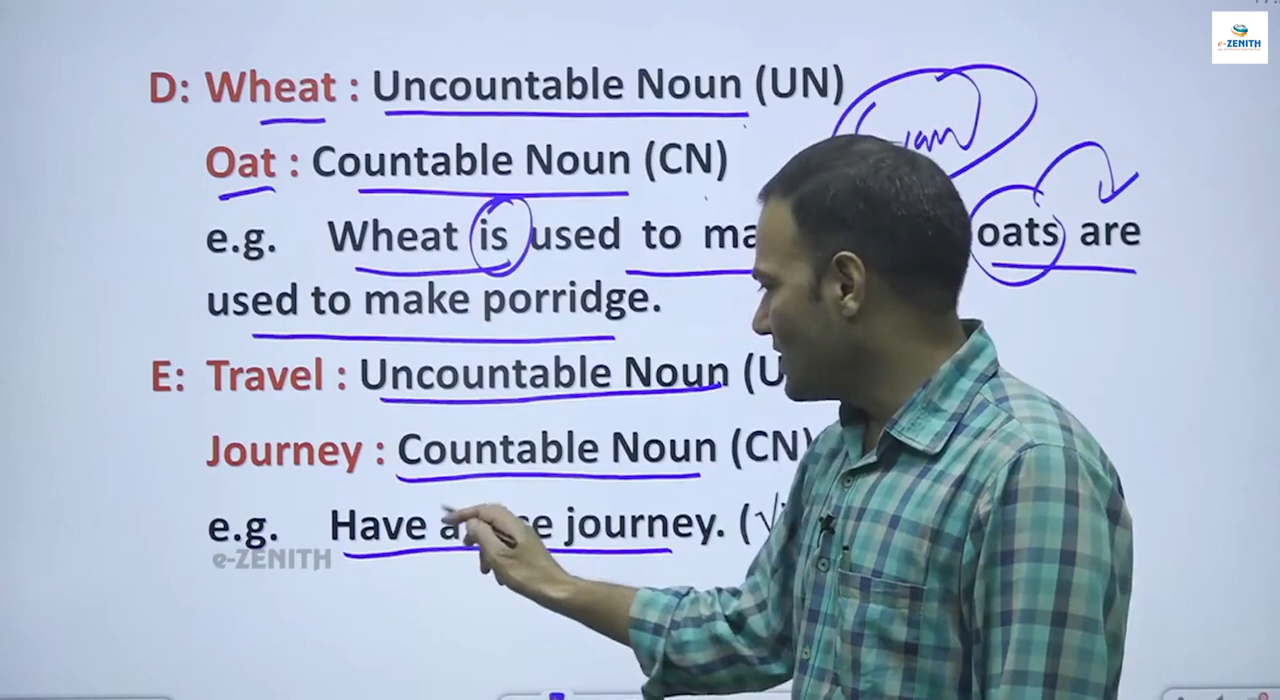 e-ZENITH
D: Wheat : Uncountable Noun (UN)
Oat : Countable Noun (CN)
e.g. Wheat is used to oats are
used to make porridge.
E: Travel : Uncountable Noun (U
Journey : Countable Noun (CN)
e.g. Have a journey. (√
e-ZENITH